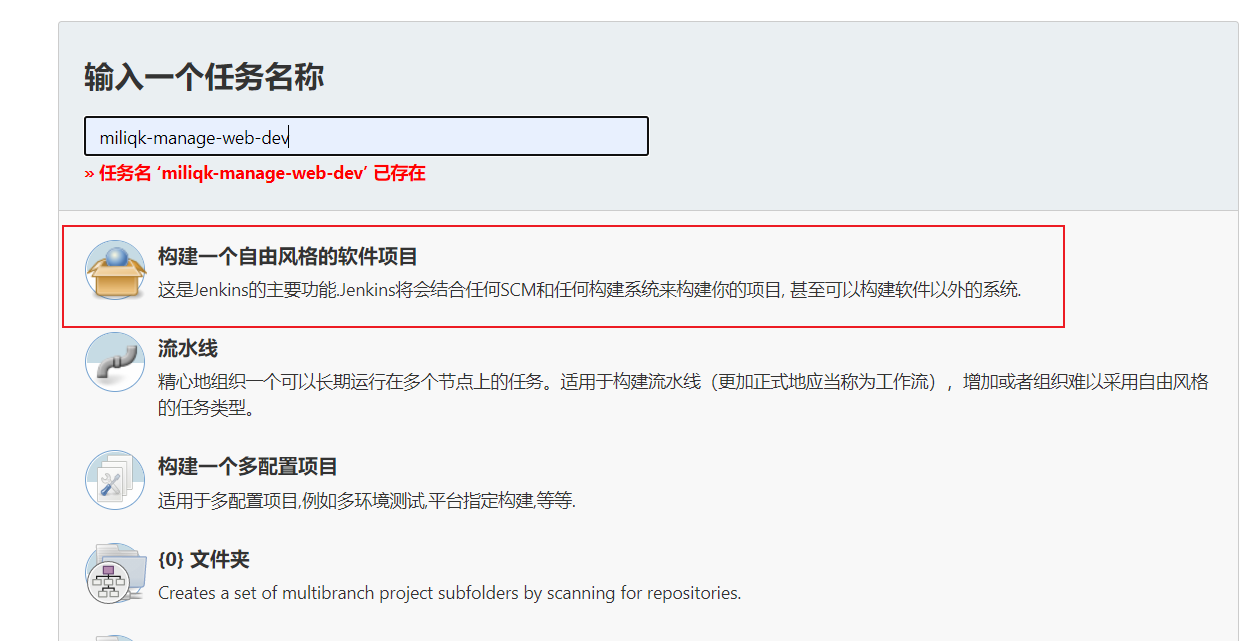 输入一个任务名称
miliqk-manage-web-dev
» 任务名 ‘miliqk-manage-web-dev’ 已存在
构建一个自由风格的软件项目
这是Jenkins的主要功能.Jenkins将会结合任何SCM和任何构建系统来构建你的项目, 甚至可以构建软件以外的系统.
流水线
精心地组织一个可以长期运行在多个节点上的任务。适用于构建流水线（更加正式地应当称为工作流），增加或者组织难以采用自由风格
的任务类型。
构建一个多配置项目
适用于多配置项目,例如多环境测试,平台指定构建,等等.
{0} 文件夹
Creates a set of multibranch project subfolders by scanning for repositories.